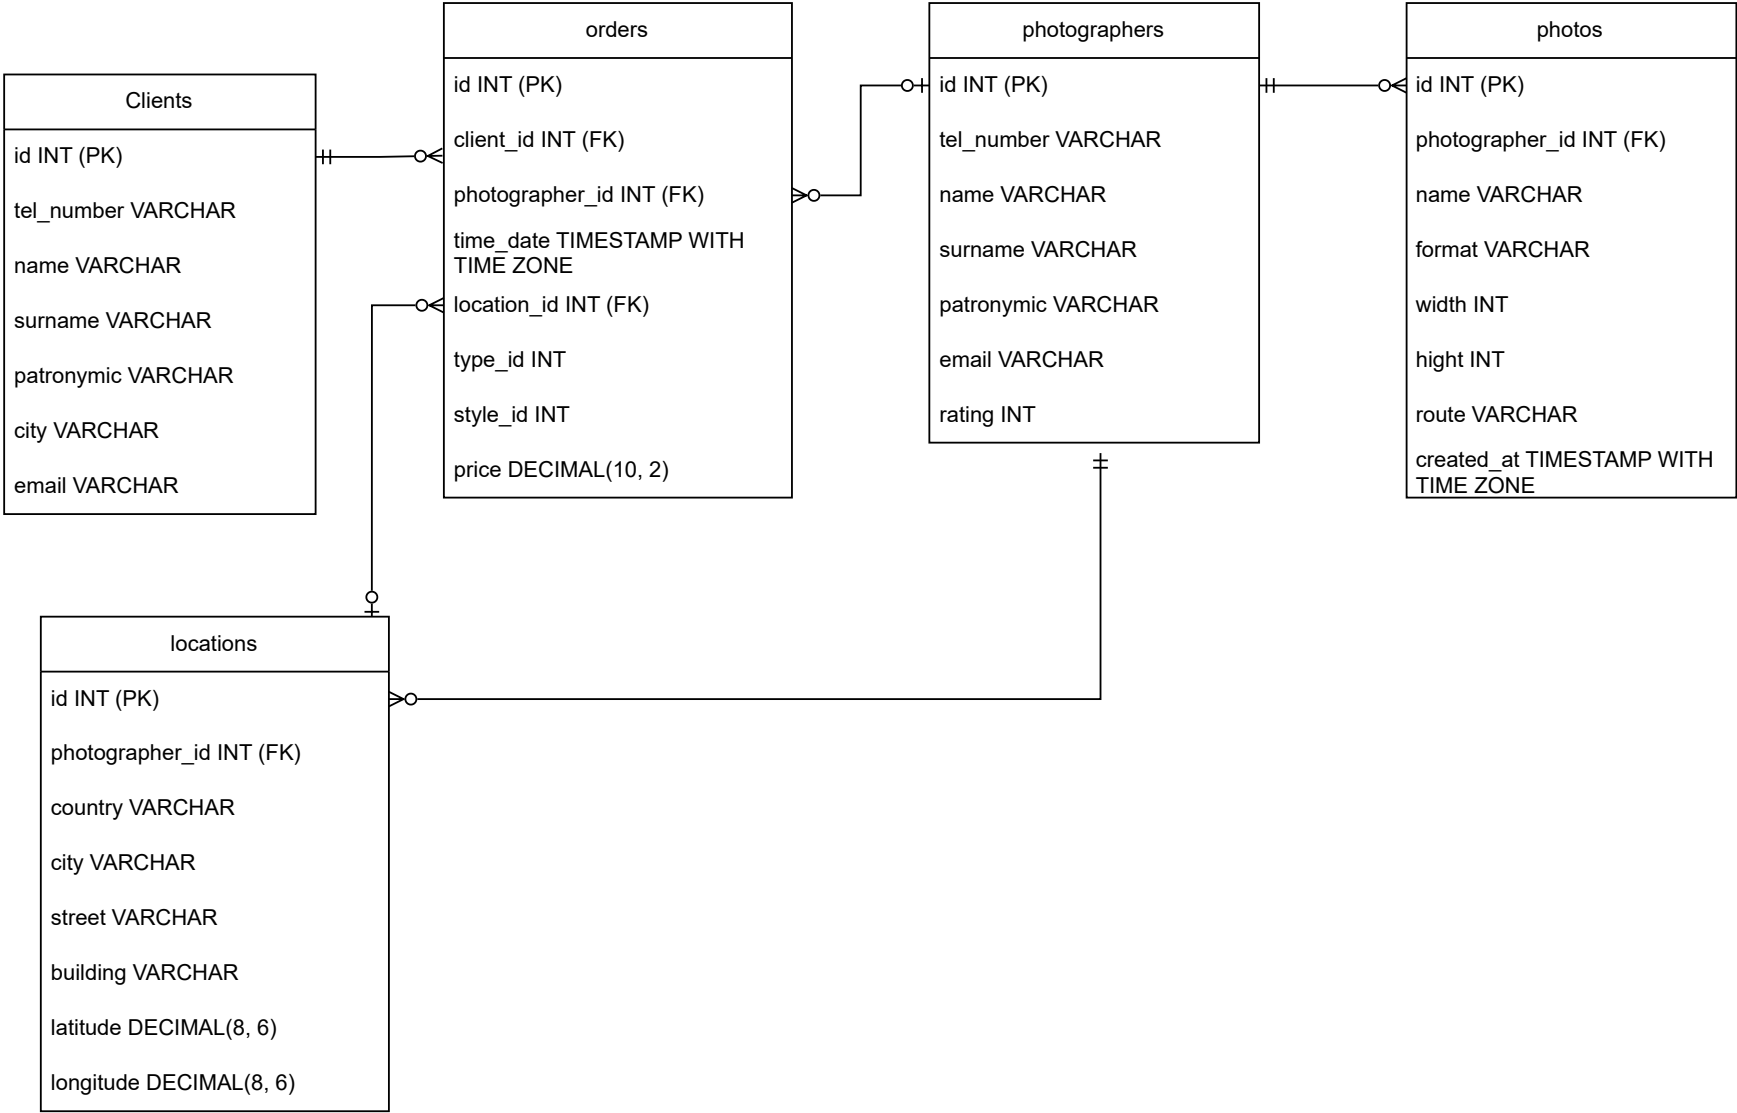 Clients
id INT (PK)
tel_number VARCHAR
name VARCHAR
surname VARCHAR
patronymic VARCHAR
city VARCHAR
email VARCHAR
orders
id INT (PK)
client_id INT (FK)
photographer_id INT (FK)
time_date TIMESTAMP WITH
TIME ZONE
location_id INT (FK)
type_id INT
style_id INT
price DECIMAL(10, 2)
photographers
id INT (PK)
tel_number VARCHAR
name VARCHAR
surname VARCHAR
patronymic VARCHAR
email VARCHAR
rating INT
photos
id INT (PK)
photographer_id INT (FK)
name VARCHAR
format VARCHAR
width INT
hight INT
route VARCHAR
created_at TIMESTAMP WITH
TIME ZONE
locations
id INT (PK)
photographer_id INT (FK)
country VARCHAR
city VARCHAR
street VARCHAR
building VARCHAR
latitude DECIMAL(8, 6)
longitude DECIMAL(8, 6)